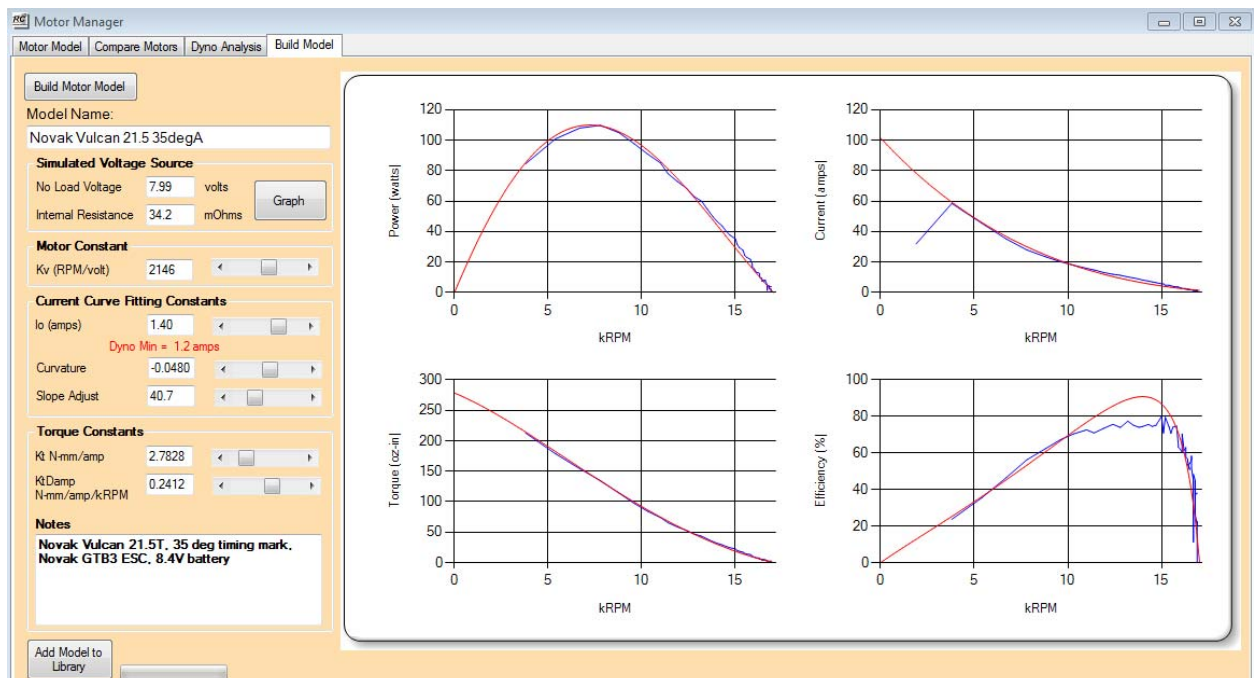 RC Motor Manager
Motor Model Compare Motors Dyno Analysis Build Model
Build Motor Model
Model Name:
Novak Vulcan 21.5 35degA
Simulated Voltage Source
No Load Voltage 7.99 volts
Internal Resistance 34.2 mOhms
Graph
Motor Constant
Kv (RPM/volt) 2146
Current Curve Fitting Constants
Io (amps) 1.40
Dyno Min = 1.2 amps
Curvature -0.0480
Slope Adjust 40.7
Torque Constants
Kt N-mm/amp 2.7828
KtDamp
N-mm/amp/kRPM
0.2412
Notes
Novak Vulcan 21.5T, 35 deg timing mark,
Novak GTB3 ESC, 8.4V battery
Add Model to
Library
Power (watts)
120
100
80
60
40
20
0
0 5 10 15
kRPM
Current (amps)
120
100
80
60
40
20
0
0 5 10 15
kRPM
Torque (oz-in)
300
250
200
150
100
50
0
0 5 10 15
kRPM
Efficiency (%)
100
80
60
40
20
0
0 5 10 15
kRPM